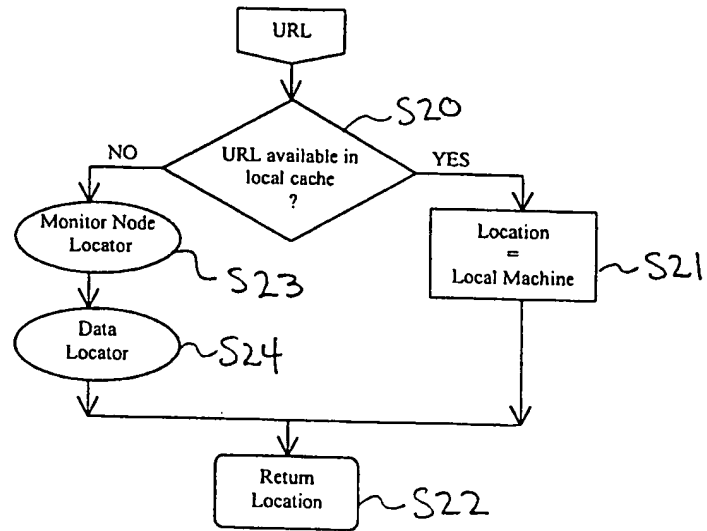 URL
S20
NO
URL available in
local cache
?
YES
Monitor Node
Locator
S23
Location
=
Local Machine
S21
Data
Locator
S24
Return
Location
S22